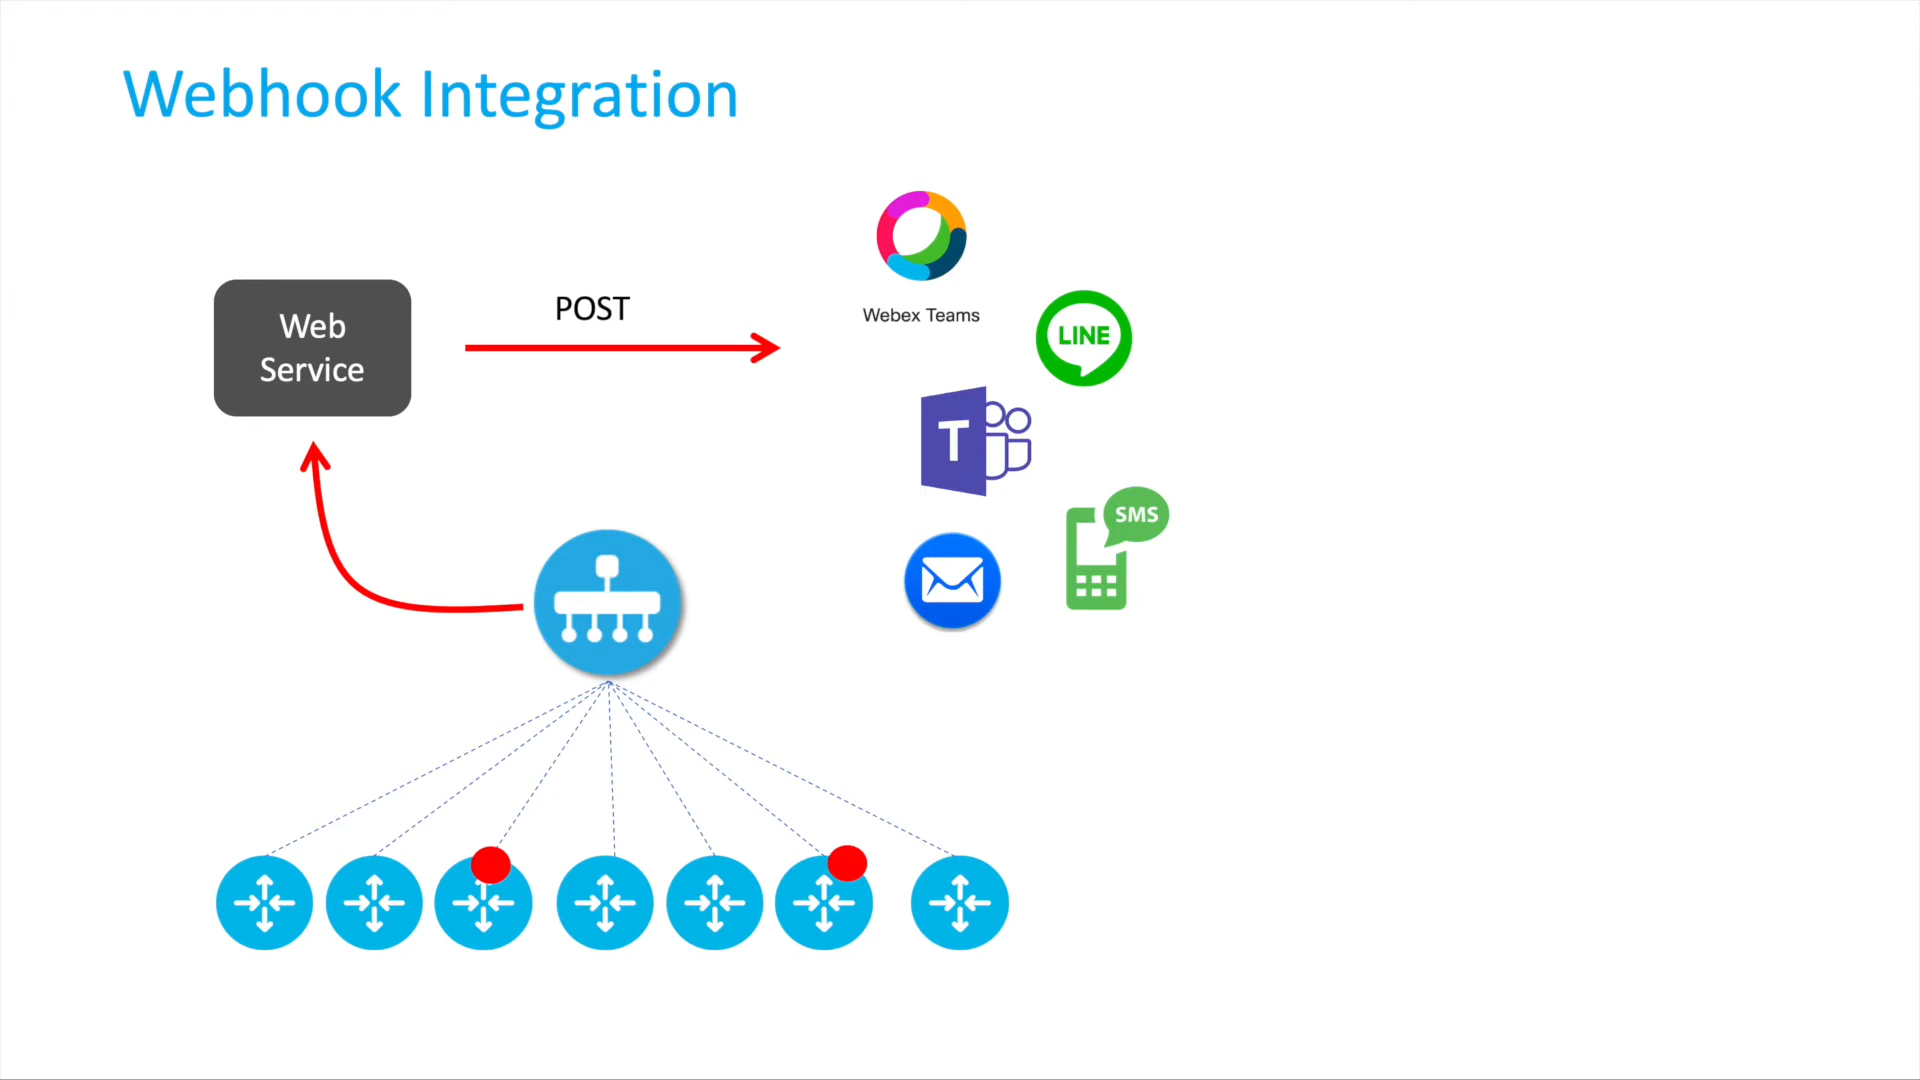 Webhook Integration
Web
Service
POST
Webex Teams
LINE
T
SMS